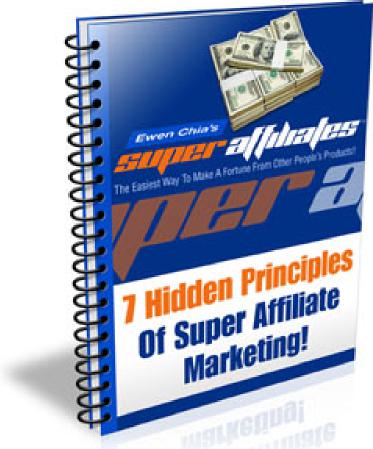 Ewen Chia's
super affiliates
The Easiest Way To Make A Fortune From Other People's Products!
per a
7 Hidden Principles
Of Super Affiliate
Marketing!